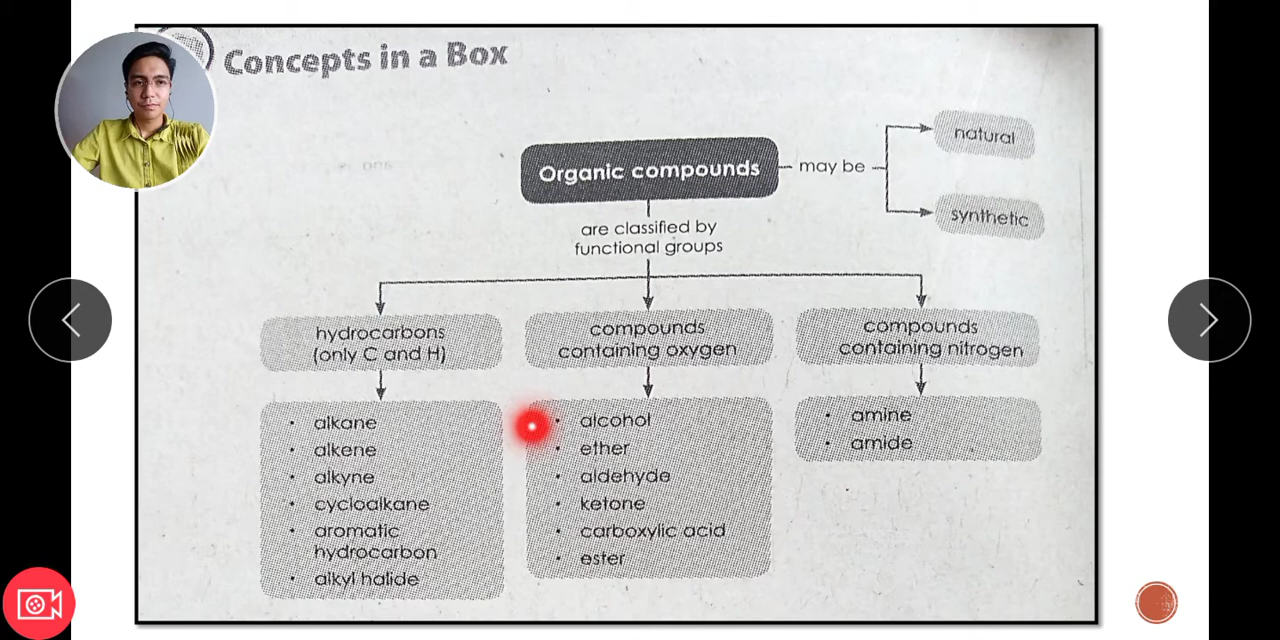 Concepts in a Box
natural
Organic compounds
may be
synthetic
are classified by
functional groups
hydrocarbons
(only C and H)
compounds
containing oxygen
compounds
containing nitrogen
• alkane
• alkene
• alkyne
• cycloalkane
• aromatic
hydrocarbon
• alkyl halide
• alcohol
• ether
• aldehyde
• ketone
• carboxylic acid
• ester
• amine
• amide